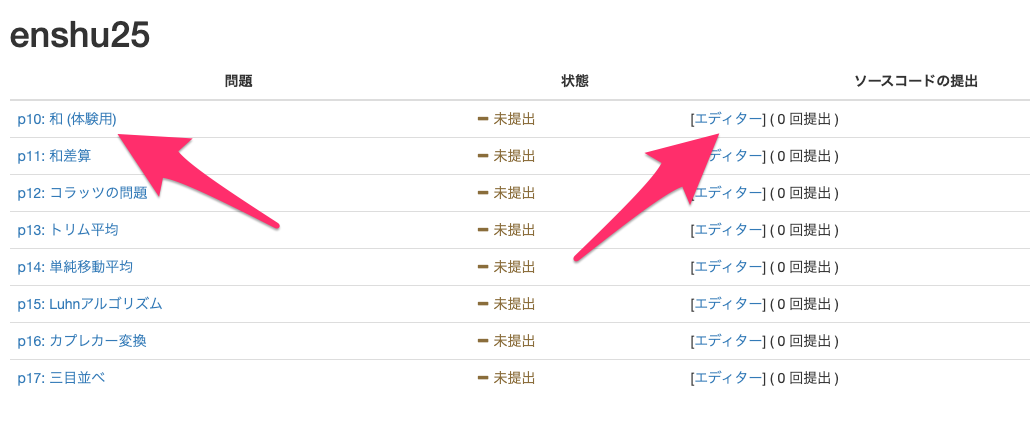 enshu25
問題 状態 ソースコードの提出
p10: 和 (体験用) ー 未提出 [エディター] ( 0 回提出 )
p11: 和差算 ー 未提出 ディター] ( 0 回提出 )
p12: コラッツの問題 ー 未提出 [エディター] ( 0 回提出 )
p13: トリム平均 ー 未提出 [エディター] ( 0 回提出 )
p14: 単純移動平均 ー 未提出 [エディター] ( 0 回提出 )
p15: Luhnアルゴリズム ー 未提出 [エディター] ( 0 回提出 )
p16: カプレカー変換 ー 未提出 [エディター] ( 0 回提出 )
p17: 三目並べ ー 未提出 [エディター] ( 0 回提出 )